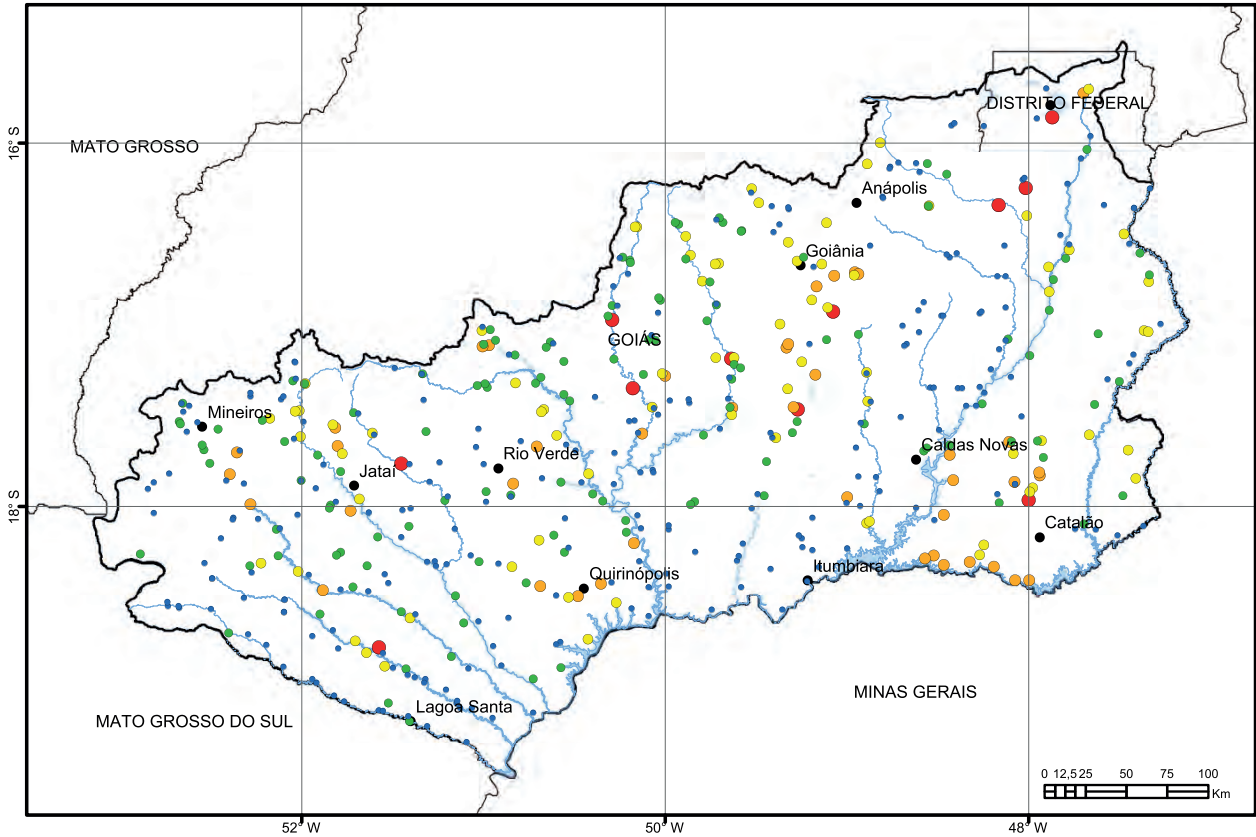 DISTRITO FEDERAL
16° S
MATO GROSSO
Anápolis
Goiânia
GOIÁS
Mineiros
Caldas Novas
Rio Verde
Jataí
18° S
Catalão
Itumbiara
Quirinópolis
MINAS GERAIS
Lagoa Santa
MATO GROSSO DO SUL
0 12,5 25 50 75 100
Km
52° W 50° W 48° W